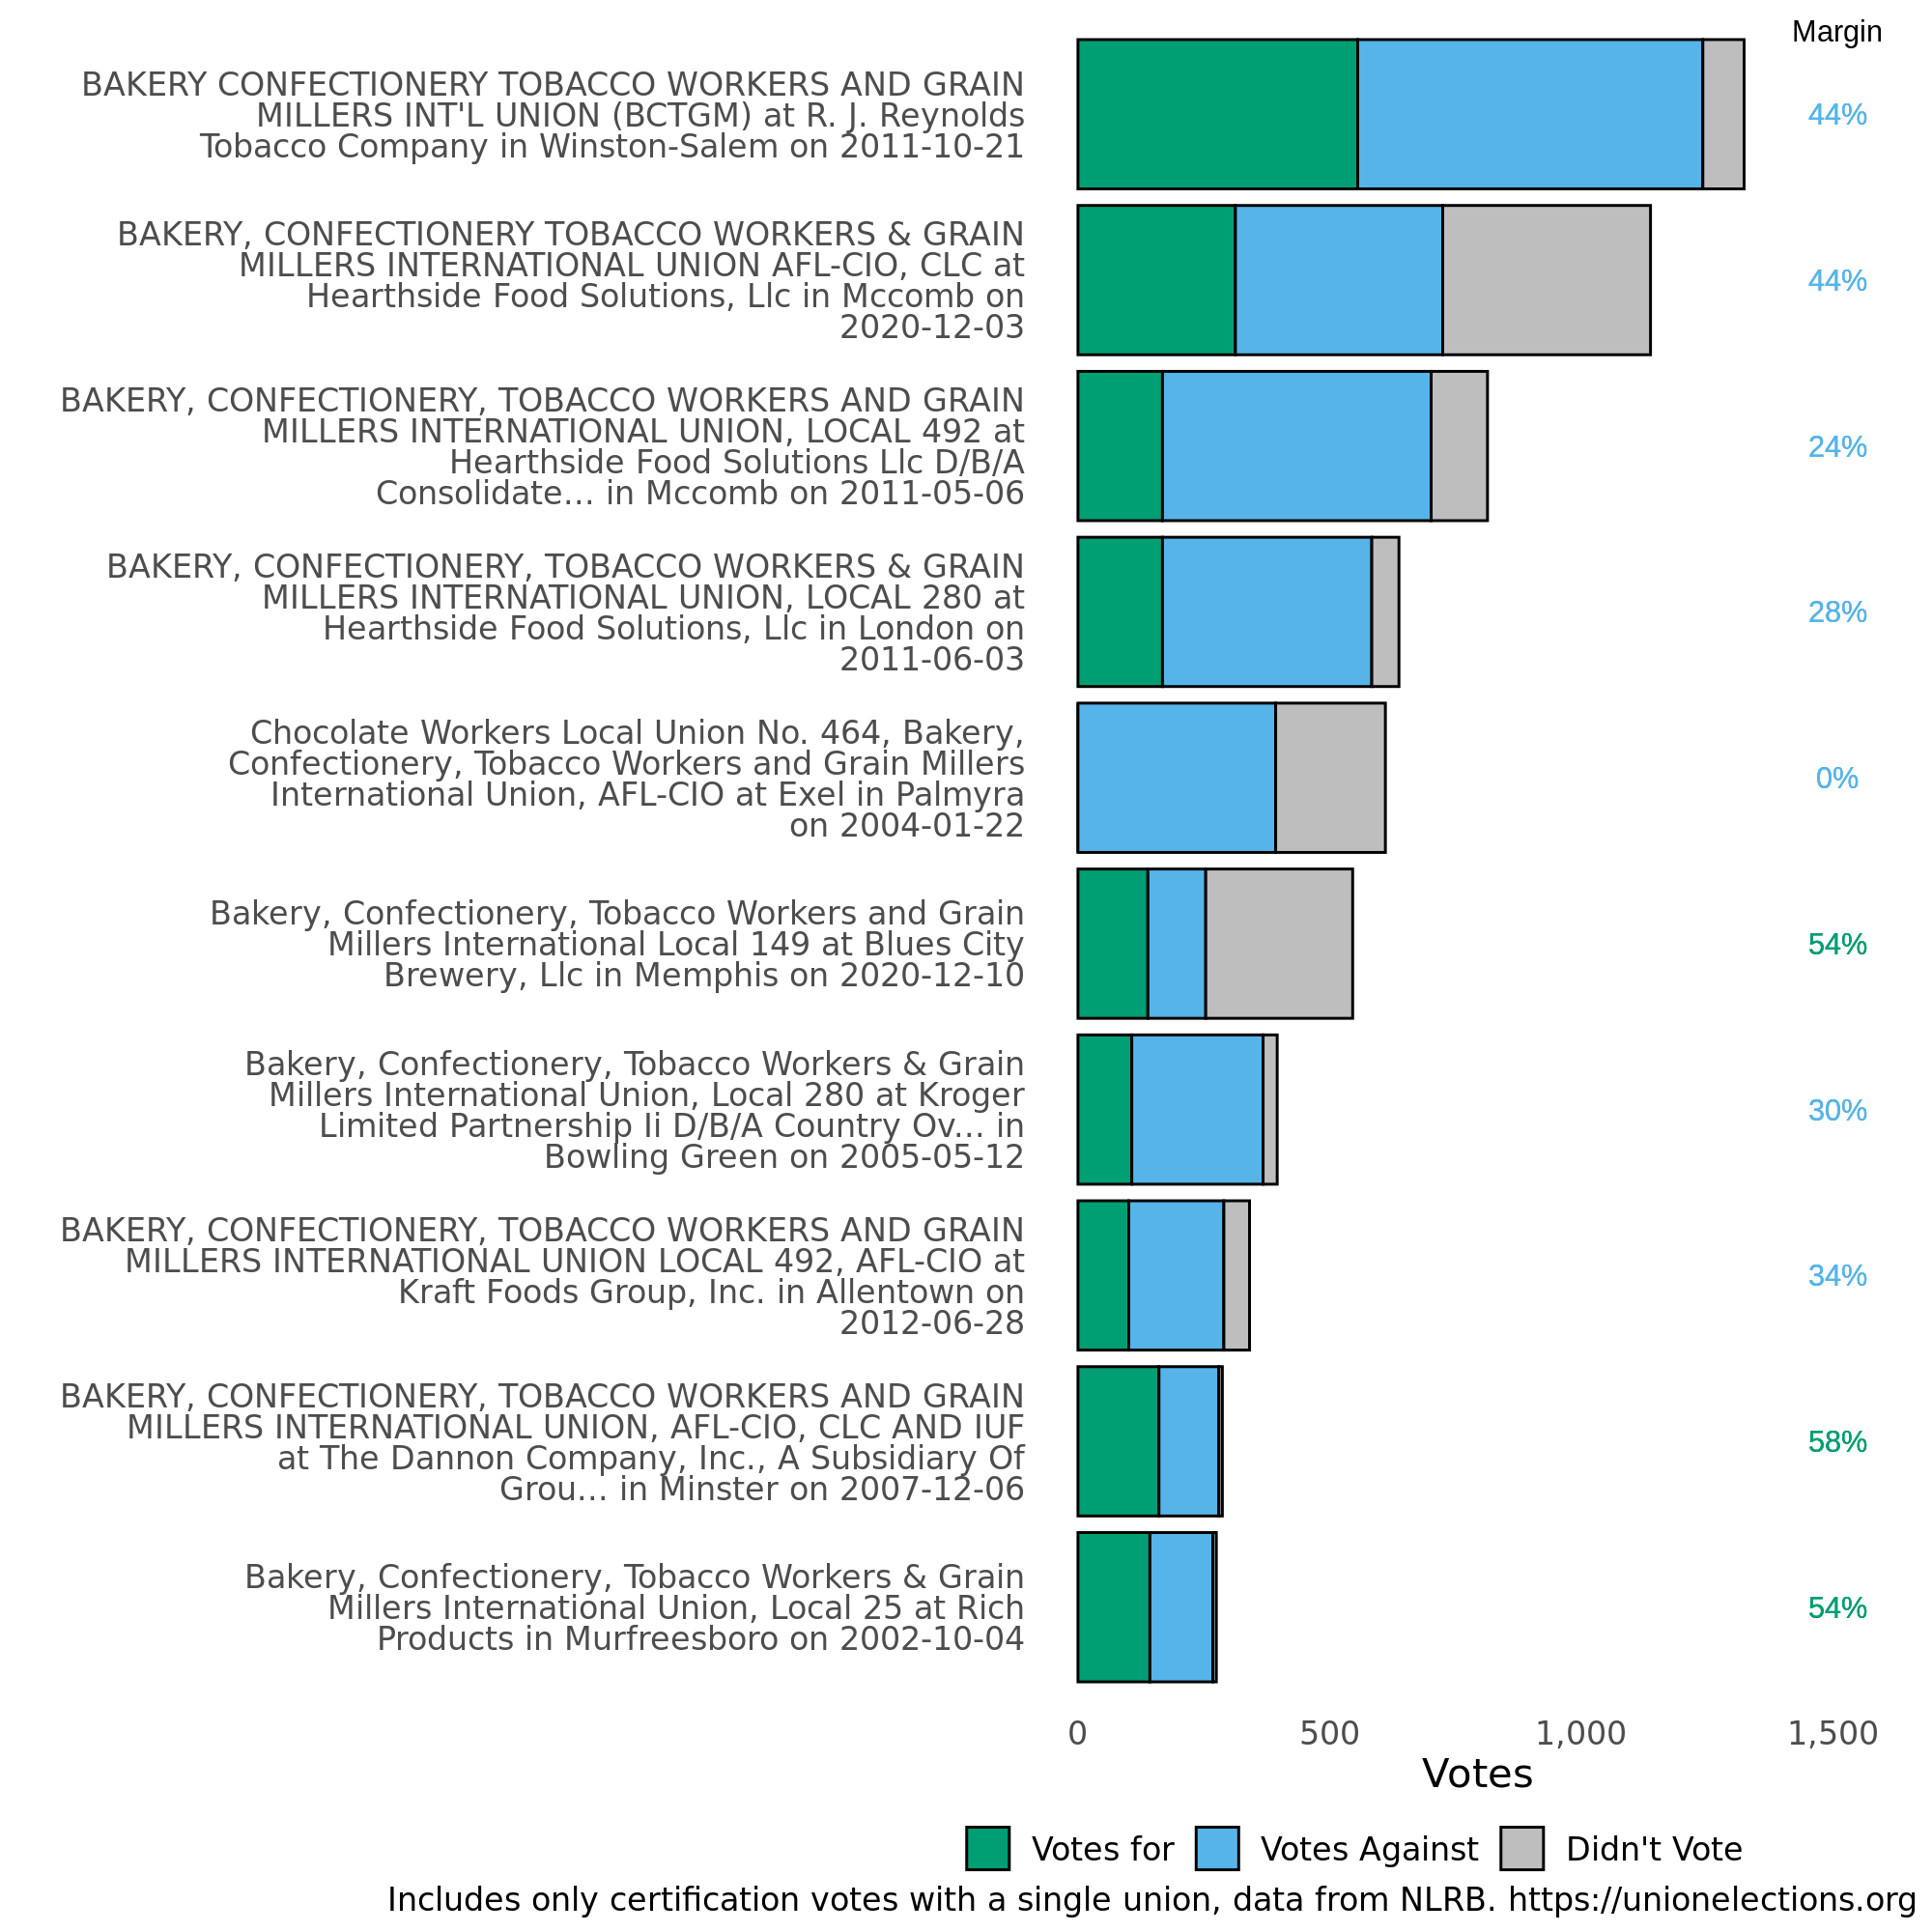 Margin
BAKERY CONFECTIONERY TOBACCO WORKERS AND GRAIN
MILLERS INT'L UNION (BCTGM) at R. J. Reynolds
Tobacco Company in Winston-Salem on 2011-10-21
44%
BAKERY, CONFECTIONERY TOBACCO WORKERS & GRAIN
MILLERS INTERNATIONAL UNION AFL-CIO, CLC at
Hearthside Food Solutions, Llc in Mccomb on
2020-12-03
44%
BAKERY, CONFECTIONERY, TOBACCO WORKERS AND GRAIN
MILLERS INTERNATIONAL UNION, LOCAL 492 at
Hearthside Food Solutions Llc D/B/A
Consolidate... in Mccomb on 2011-05-06
24%
BAKERY, CONFECTIONERY, TOBACCO WORKERS & GRAIN
MILLERS INTERNATIONAL UNION, LOCAL 280 at
Hearthside Food Solutions, Llc in London on
2011-06-03
28%
Chocolate Workers Local Union No. 464, Bakery,
Confectionery, Tobacco Workers and Grain Millers
International Union, AFL-CIO at Exel in Palmyra
on 2004-01-22
0%
Bakery, Confectionery, Tobacco Workers and Grain
Millers International Local 149 at Blues City
Brewery, Llc in Memphis on 2020-12-10
54%
Bakery, Confectionery, Tobacco Workers & Grain
Millers International Union, Local 280 at Kroger
Limited Partnership Ii D/B/A Country Ov... in
Bowling Green on 2005-05-12
30%
BAKERY, CONFECTIONERY, TOBACCO WORKERS AND GRAIN
MILLERS INTERNATIONAL UNION LOCAL 492, AFL-CIO at
Kraft Foods Group, Inc. in Allentown on
2012-06-28
34%
BAKERY, CONFECTIONERY, TOBACCO WORKERS AND GRAIN
MILLERS INTERNATIONAL UNION, AFL-CIO, CLC AND IUF
at The Dannon Company, Inc., A Subsidiary Of
Grou... in Minster on 2007-12-06
58%
Bakery, Confectionery, Tobacco Workers & Grain
Millers International Union, Local 25 at Rich
Products in Murfreesboro on 2002-10-04
54%
0 500 1,000 1,500
Votes
Votes for Votes Against Didn't Vote
Includes only certification votes with a single union, data from NLRB. https://unionelections.org